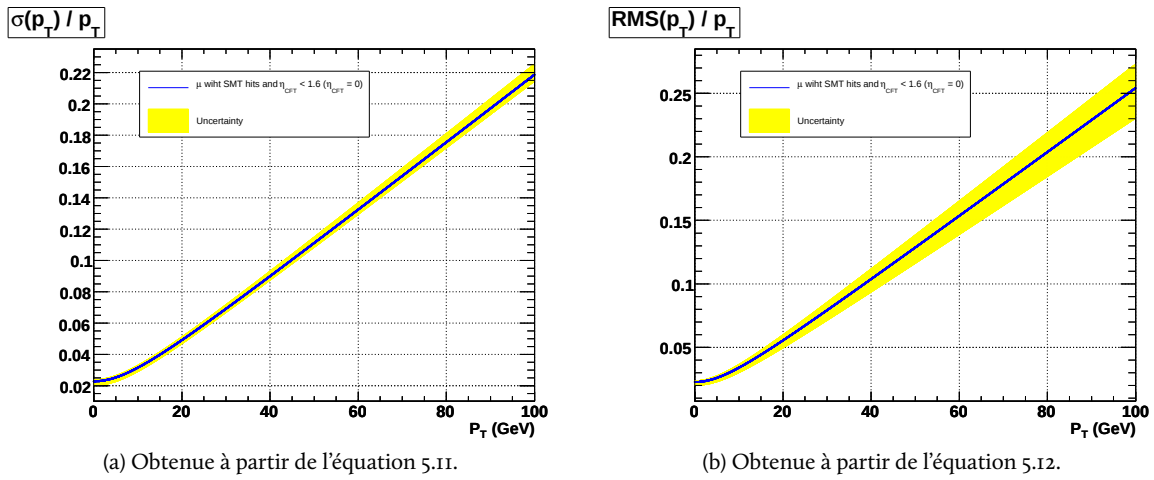 σ(p_T) / p_T
0.22
0.2
0.18
0.16
0.14
0.12
0.1
0.08
0.06
0.04
0.02
μ wiht SMT hits and η_CFT < 1.6 (η_CFT = 0)
Uncertainty
0 20 40 60 80 100
P_T (GeV)
(a) Obtenue à partir de l'équation 5.11.
RMS(p_T) / p_T
0.25
0.2
0.15
0.1
0.05
μ wiht SMT hits and η_CFT < 1.6 (η_CFT = 0)
Uncertainty
0 20 40 60 80 100
P_T (GeV)
(b) Obtenue à partir de l'équation 5.12.